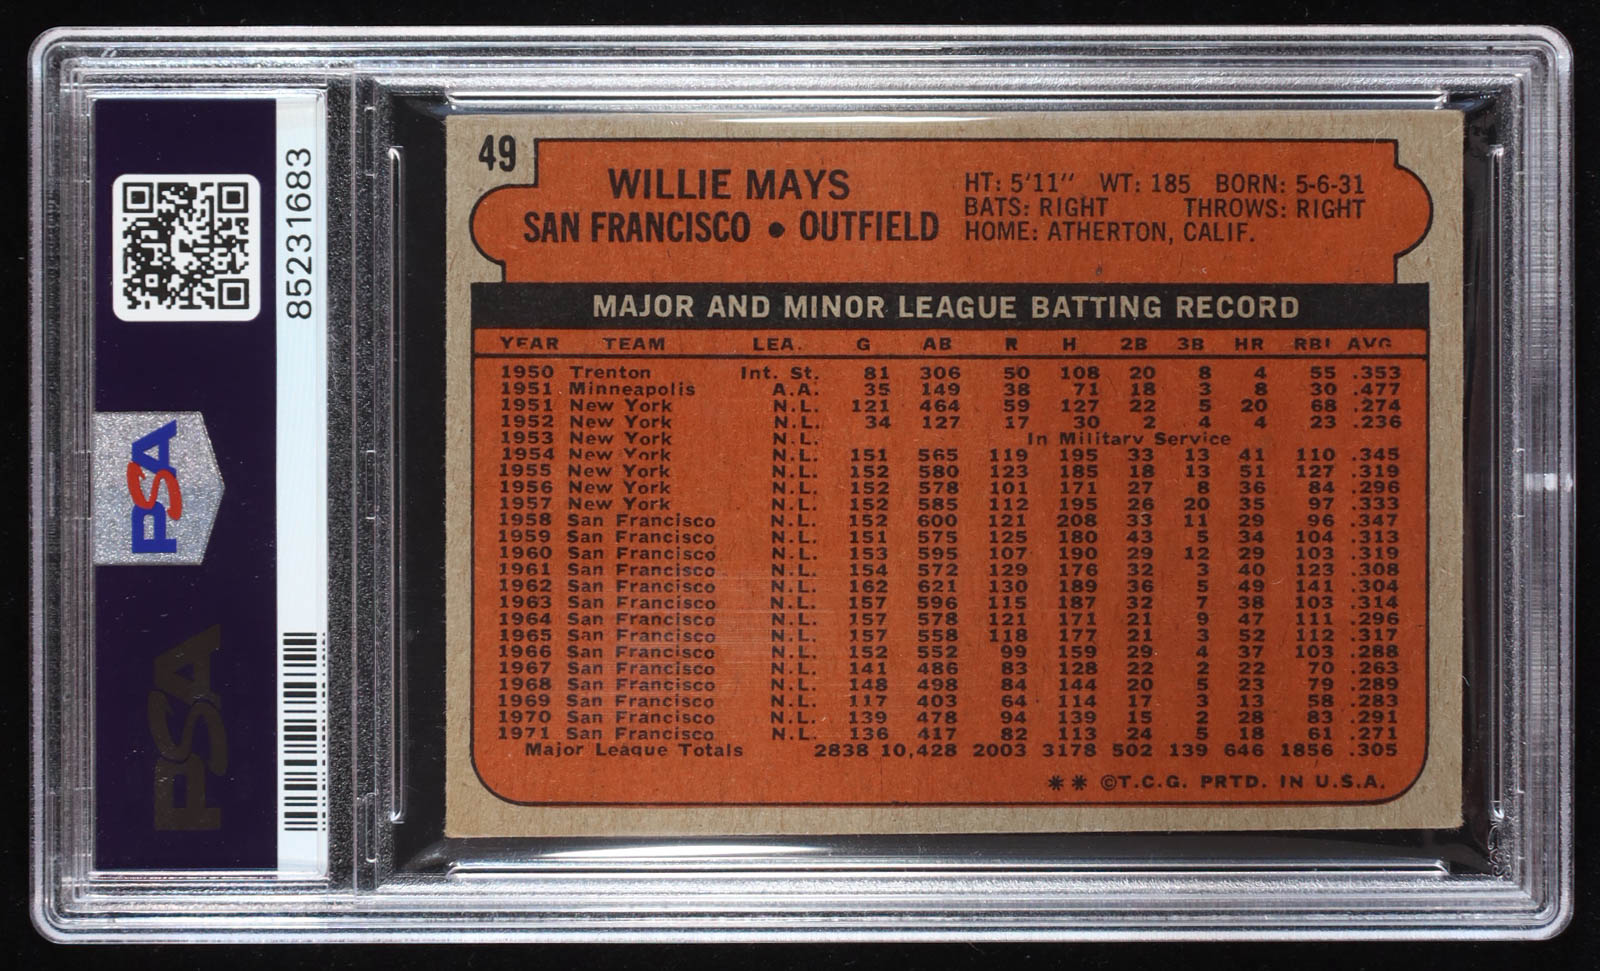 85231683
PSA
PSA
49
WILLIE MAYS
SAN FRANCISCO • OUTFIELD
HT: 5'11" WT: 185 BORN: 5-6-31
BATS: RIGHT THROWS: RIGHT
HOME: ATHERTON, CALIF.
MAJOR AND MINOR LEAGUE BATTING RECORD
YEAR TEAM LEA. G AB R H 2B 3B HR RBI AVG
1950 Trenton Int. St. 81 306 50 108 20 8 4 55 .353
1951 Minneapolis A.A. 35 149 38 71 18 3 8 30 .477
1951 New York N.L. 121 464 59 127 22 5 20 68 .274
1952 New York N.L. 34 127 17 30 2 4 4 23 .236
1953 New York N.L. In Military Service
1954 New York N.L. 151 565 119 195 33 13 41 110 .345
1955 New York N.L. 152 580 123 185 18 13 51 127 .319
1956 New York N.L. 152 578 101 171 27 8 36 84 .296
1957 New York N.L. 152 585 112 195 26 20 35 97 .333
1958 San Francisco N.L. 152 600 121 208 33 11 29 96 .347
1959 San Francisco N.L. 151 575 125 180 43 5 34 104 .313
1960 San Francisco N.L. 153 595 107 190 29 12 29 103 .319
1961 San Francisco N.L. 154 572 129 176 32 3 40 123 .308
1962 San Francisco N.L. 162 621 130 189 36 5 49 141 .304
1963 San Francisco N.L. 157 596 115 187 32 7 38 103 .314
1964 San Francisco N.L. 157 578 121 171 21 9 47 111 .296
1965 San Francisco N.L. 157 558 118 177 21 3 52 112 .317
1966 San Francisco N.L. 152 552 99 159 29 4 37 103 .288
1967 San Francisco N.L. 141 486 83 128 22 2 22 70 .263
1968 San Francisco N.L. 148 498 84 144 20 5 23 79 .289
1969 San Francisco N.L. 117 403 64 114 17 3 13 58 .283
1970 San Francisco N.L. 139 478 94 139 15 2 28 83 .291
1971 San Francisco N.L. 136 417 82 113 24 5 18 61 .271
Major League Totals 2838 10,428 2003 3178 502 139 646 1856 .305
** ©T.C.G. PRTD. IN U.S.A.